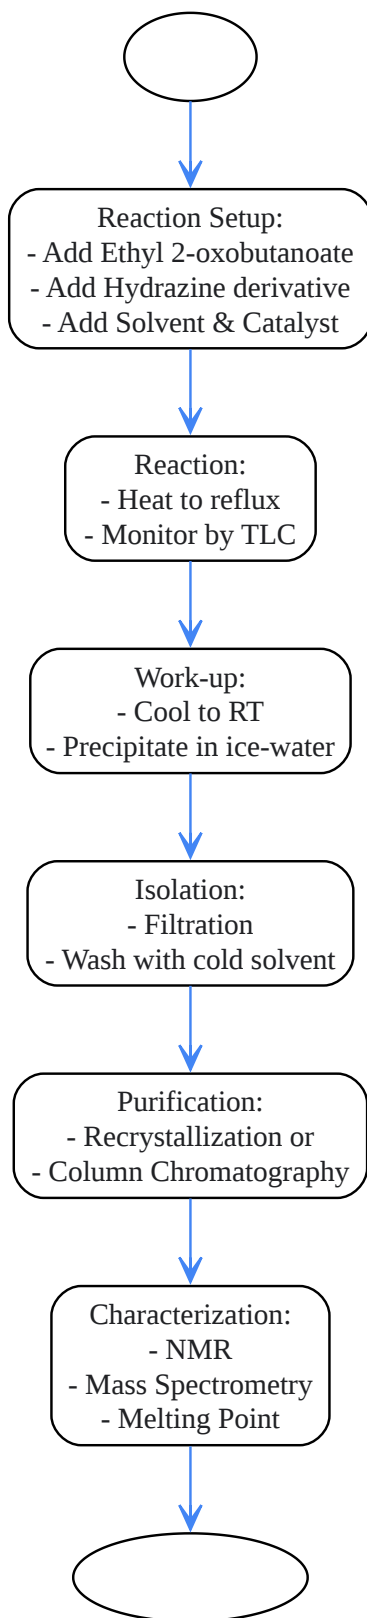 Reaction Setup:
- Add Ethyl 2-oxobutanoate
- Add Hydrazine derivative
- Add Solvent & Catalyst
Reaction:
- Heat to reflux
- Monitor by TLC
Work-up:
- Cool to RT
- Precipitate in ice-water
Isolation:
- Filtration
- Wash with cold solvent
Purification:
- Recrystallization or
- Column Chromatography
Characterization:
- NMR
- Mass Spectrometry
- Melting Point